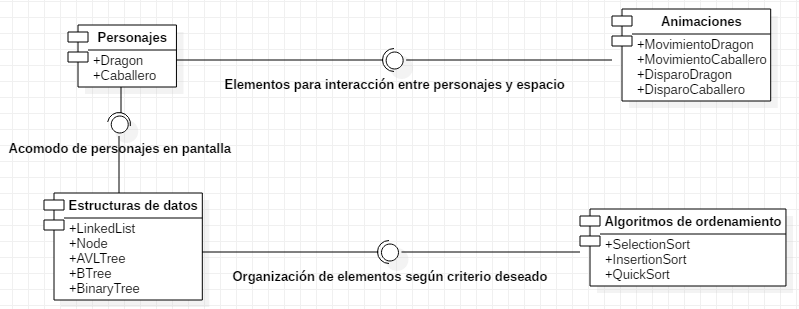 Personajes
+Dragon
+Caballero
Animaciones
+MovimientoDragon
+MovimientoCaballero
+DisparoDragon
+DisparoCaballero
Elementos para interacción entre personajes y espacio
Acomodo de personajes en pantalla
Estructuras de datos
+LinkedList
+Node
+AVLTree
+BTree
+BinaryTree
Algoritmos de ordenamiento
+SelectionSort
+InsertionSort
+QuickSort
Organización de elementos según criterio deseado